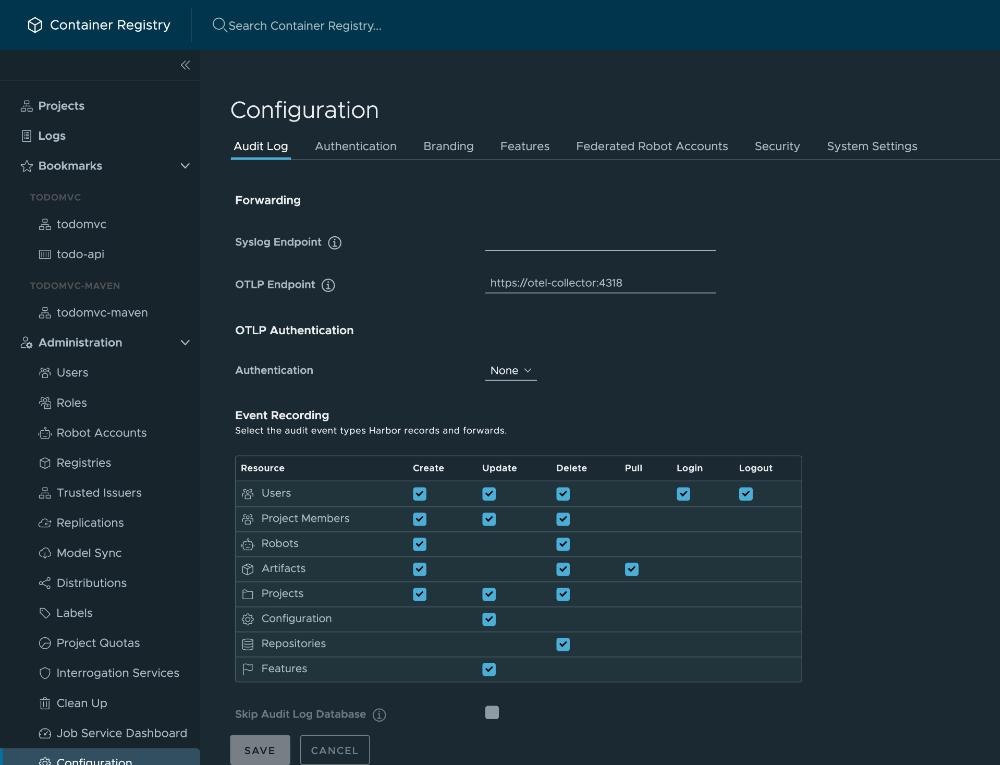 Container Registry
Search Container Registry...
Projects
Logs
Bookmarks
TODOMVC
todomvc
todo-api
TODOMVC-MAVEN
todomvc-maven
Administration
Users
Roles
Robot Accounts
Registries
Trusted Issuers
Replications
Model Sync
Distributions
Labels
Project Quotas
Interrogation Services
Clean Up
Job Service Dashboard
Configuration
Configuration
Audit Log Authentication Branding Features Federated Robot Accounts Security System Settings
Forwarding
Syslog Endpoint
OTLP Endpoint https://otel-collector:4318
OTLP Authentication
Authentication None
Event Recording
Select the audit event types Harbor records and forwards.
Resource Create Update Delete Pull Login Logout
Users
Project Members
Robots
Artifacts
Projects
Configuration
Repositories
Features
Skip Audit Log Database
SAVE CANCEL